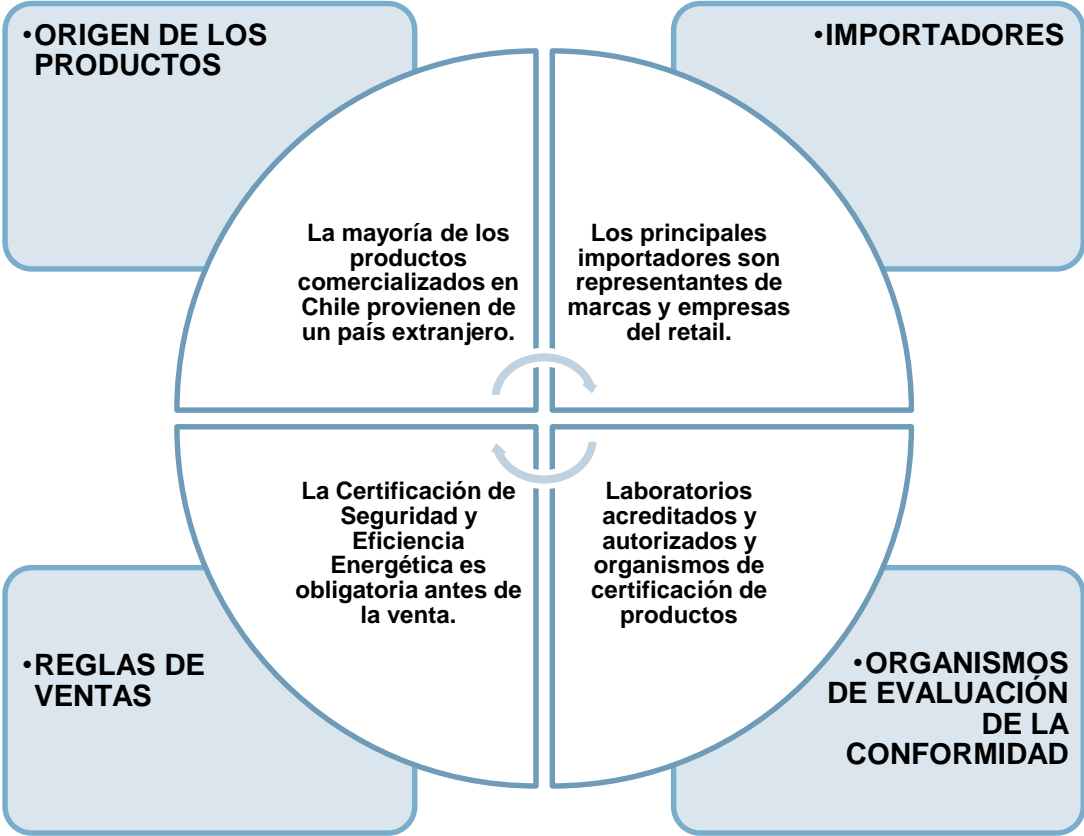 •ORIGEN DE LOS
PRODUCTOS
•IMPORTADORES
La mayoría de los
productos
comercializados en
Chile provienen de
un país extranjero.
Los principales
importadores son
representantes de
marcas y empresas
del retail.
La Certificación de
Seguridad y
Eficiencia
Energética es
obligatoria antes de
la venta.
Laboratorios
acreditados y
autorizados y
organismos de
certificación de
productos
•REGLAS DE
VENTAS
•ORGANISMOS
DE EVALUACIÓN
DE LA
CONFORMIDAD